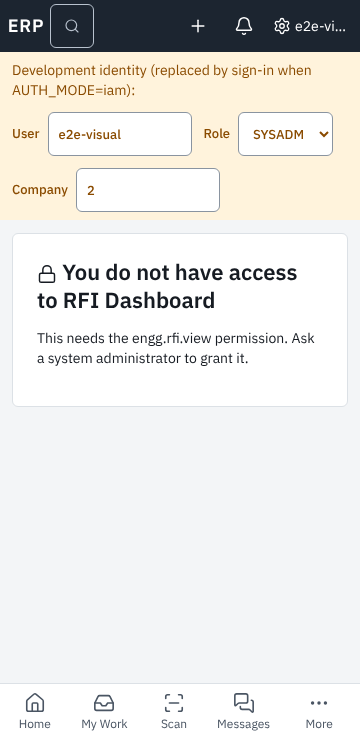 ERP
e2e-vi...
Development identity (replaced by sign-in when
AUTH_MODE=iam):
User
e2e-visual
Role
SYSADM
Company
2
You do not have access
to RFI Dashboard
This needs the engg.rfi.view permission. Ask
a system administrator to grant it.
Home
My Work
Scan
Messages
More